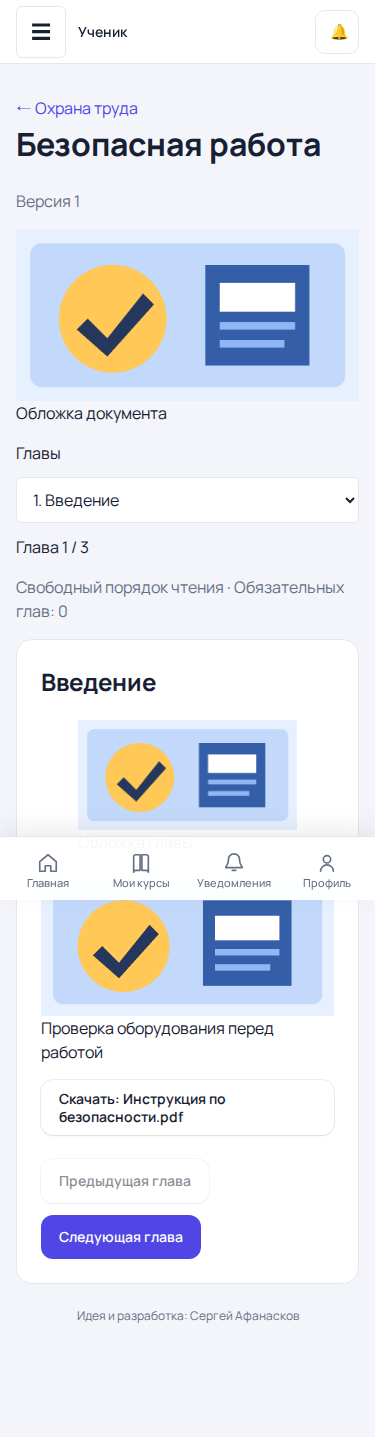 Ученик
← Охрана труда
Безопасная работа
Версия 1
Обложка документа
Главы
1. Введение
Глава 1 / 3
Свободный порядок чтения · Обязательных
глав: 0
Введение
Обложка главы
Главная
Мои курсы
Уведомления
Профиль
Проверка оборудования перед
работой
Скачать: Инструкция по
безопасности.pdf
Предыдущая глава
Следующая глава
Идея и разработка: Сергей Афанасков